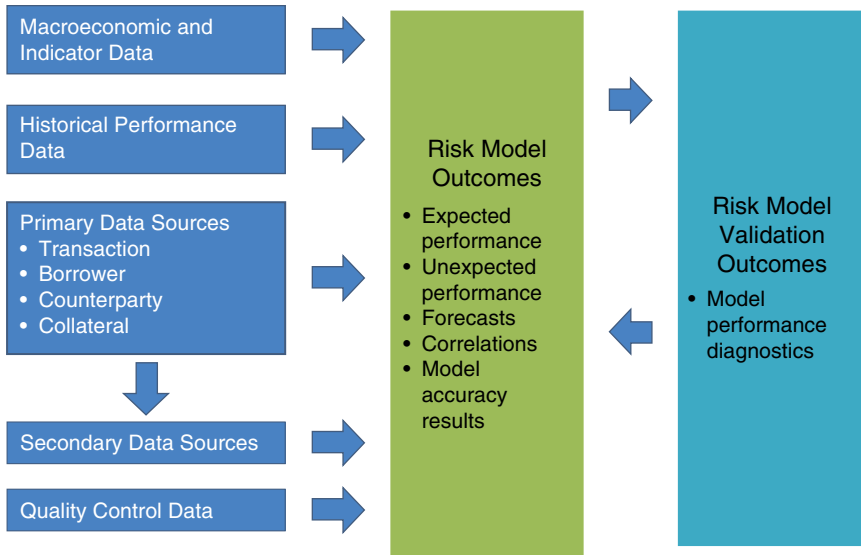 Macroeconomic and
Indicator Data
Historical Performance
Data
Primary Data Sources
• Transaction
• Borrower
• Counterparty
• Collateral
Secondary Data Sources
Quality Control Data
Risk Model
Outcomes
• Expected
performance
• Unexpected
performance
• Forecasts
• Correlations
• Model
accuracy
results
Risk Model
Validation
Outcomes
• Model
performance
diagnostics